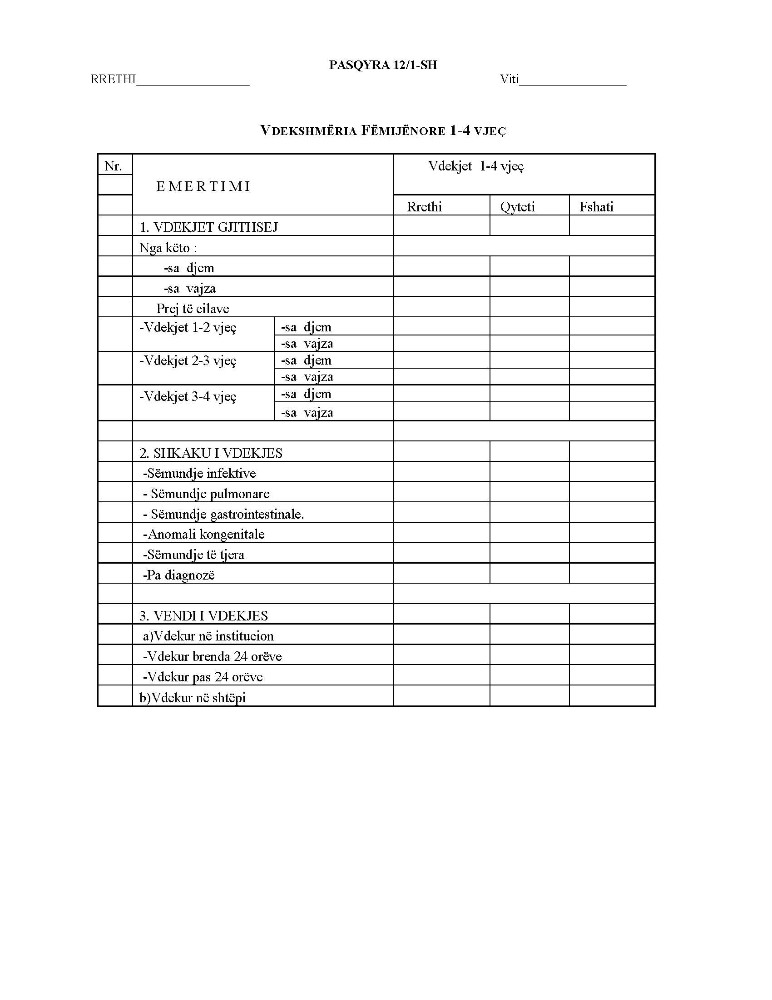 PASQYRA 12/1-SH
RRETHI__________________ Viti_________________
VDEKSHMËRIA FËMIJËNORE 1-4 VJEÇ
Nr. Vdekjet 1-4 vjeç
E M E R T I M I
Rrethi Qyteti Fshati
1. VDEKJET GJITHSEJ
Nga këto :
-sa djem
-sa vajza
Prej të cilave
-Vdekjet 1-2 vjeç -sa djem
-sa vajza
-Vdekjet 2-3 vjeç -sa djem
-sa vajza
-Vdekjet 3-4 vjeç -sa djem
-sa vajza
2. SHKAKU I VDEKJES
-Sëmundje infektive
- Sëmundje pulmonare
- Sëmundje gastrointestinale.
-Anomali kongenitale
-Sëmundje të tjera
-Pa diagnozë
3. VENDI I VDEKJES
a)Vdekur në institucion
-Vdekur brenda 24 orëve
-Vdekur pas 24 orëve
b)Vdekur në shtëpi